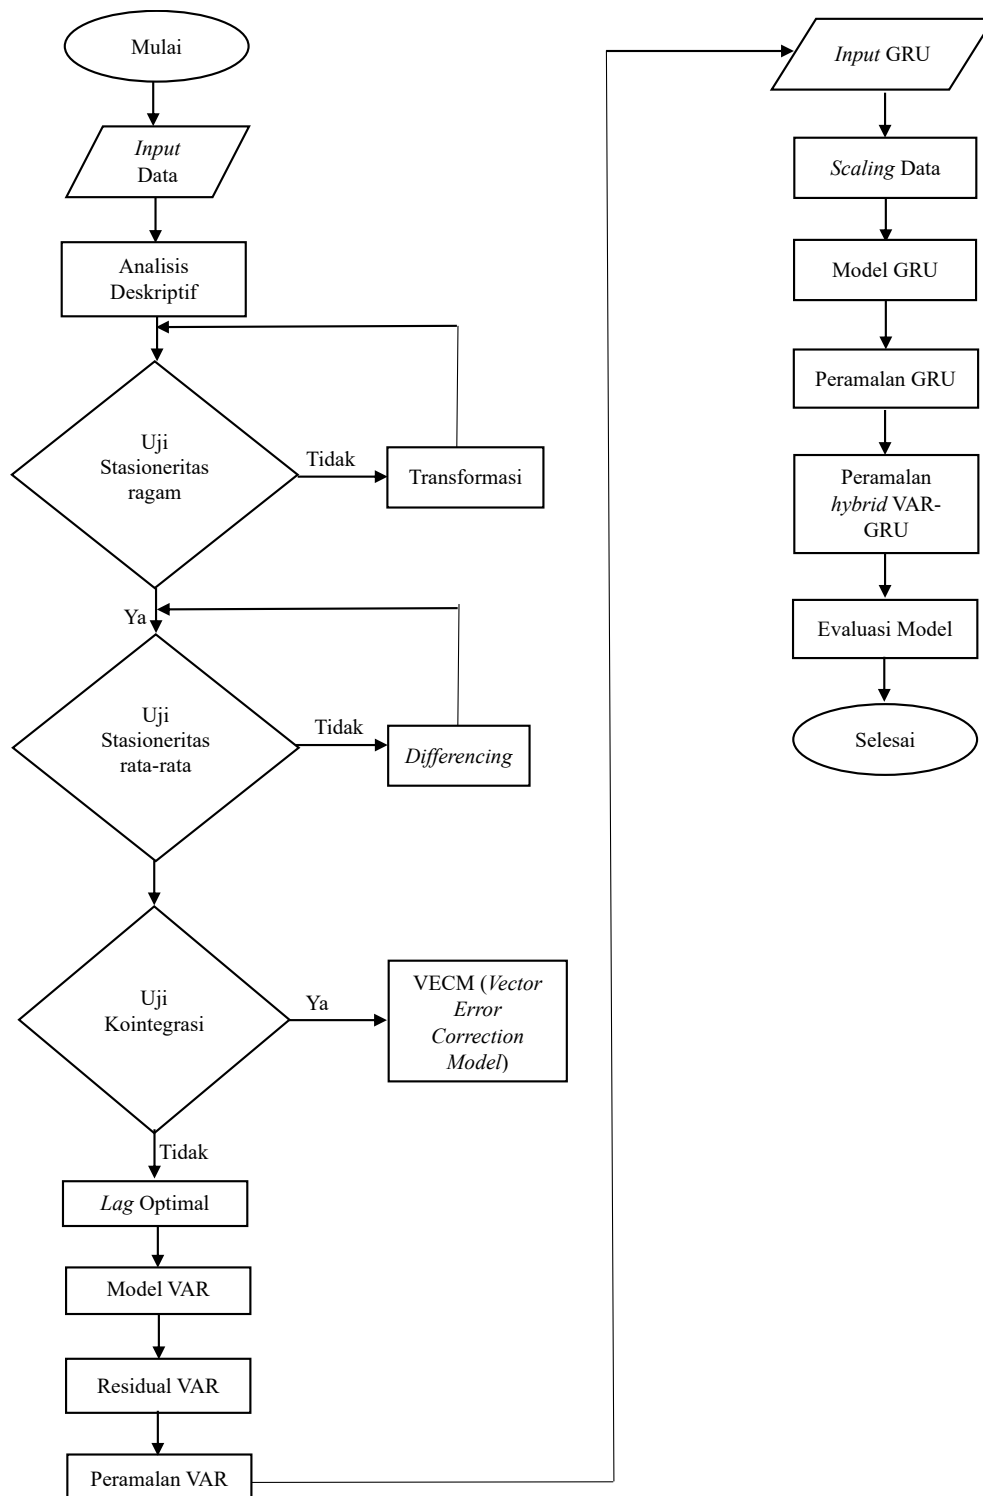 Mulai
Input
Data
Analisis
Deskriptif
Uji
Stasioneritas
ragam
Tidak
Transformasi
Ya
Uji
Stasioneritas
rata-rata
Tidak
Differencing
Uji
Kointegrasi
Ya
VECM (Vector
Error
Correction
Model)
Tidak
Lag Optimal
Model VAR
Residual VAR
Peramalan VAR
Input GRU
Scaling Data
Model GRU
Peramalan GRU
Peramalan
hybrid VAR-
GRU
Evaluasi Model
Selesai